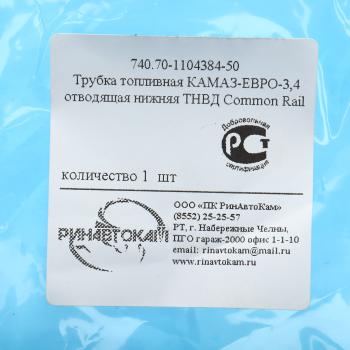 740.70-1104384-50
Трубка топливная КАМАЗ-ЕВРО-3,4
отводящая нижняя ТНВД Common Rail
Добровольная
РСТ
сертификация
количество 1 шт
РИНАВТОКАМ
ООО «ПК РинАвтоКам»
(8552) 25-25-57
РТ, г. Набережные Челны,
ПГО гараж-2000 офис 1-1-10
rinavtokam@mail.ru
www.rinavtokam.ru